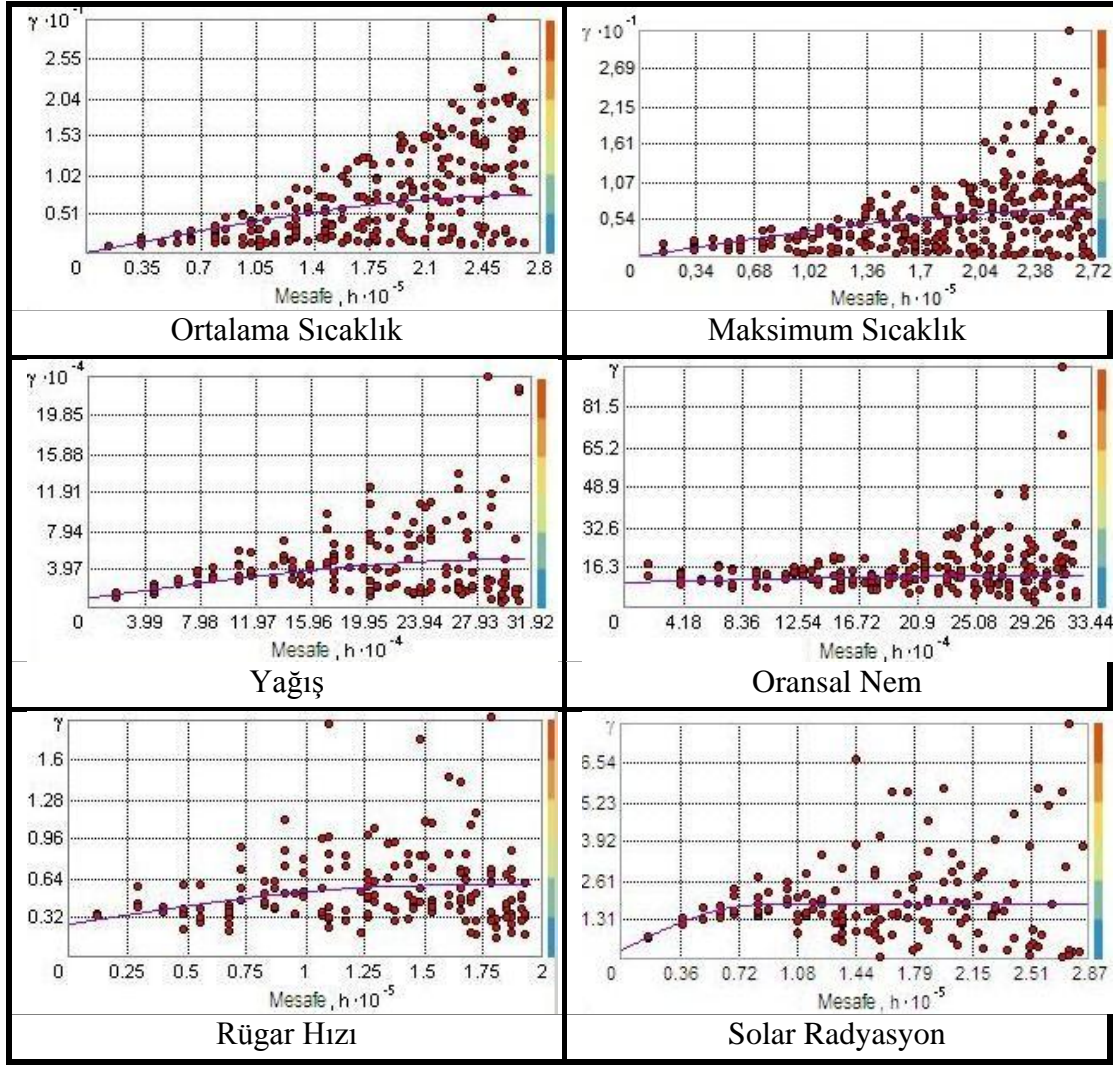 γ·10⁻¹
2.55
2.04
1.53
1.02
0.51
0 0.35 0.7 1.05 1.4 1.75 2.1 2.45 2.8
Mesafe , h·10⁻⁵
Ortalama Sıcaklık
γ·10⁻¹
2,69
2,15
1,61
1,07
0,54
0 0,34 0,68 1,02 1,36 1,7 2,04 2,38 2,72
Mesafe , h·10⁻⁵
Maksimum Sıcaklık
γ·10⁻⁴
19.85
15.88
11.91
7.94
3.97
0 3.99 7.98 11.97 15.96 19.95 23.94 27.93 31.92
Mesafe , h·10⁻⁴
Yağış
γ
81.5
65.2
48.9
32.6
16.3
0 4.18 8.36 12.54 16.72 20.9 25.08 29.26 33.44
Mesafe , h·10⁻⁴
Oransal Nem
γ
1.6
1.28
0.96
0.64
0.32
0 0.25 0.5 0.75 1 1.25 1.5 1.75 2
Mesafe , h·10⁻⁵
Rügar Hızı
γ
6.54
5.23
3.92
2.61
1.31
0 0.36 0.72 1.08 1.44 1.79 2.15 2.51 2.87
Mesafe , h·10⁻⁵
Solar Radyasyon